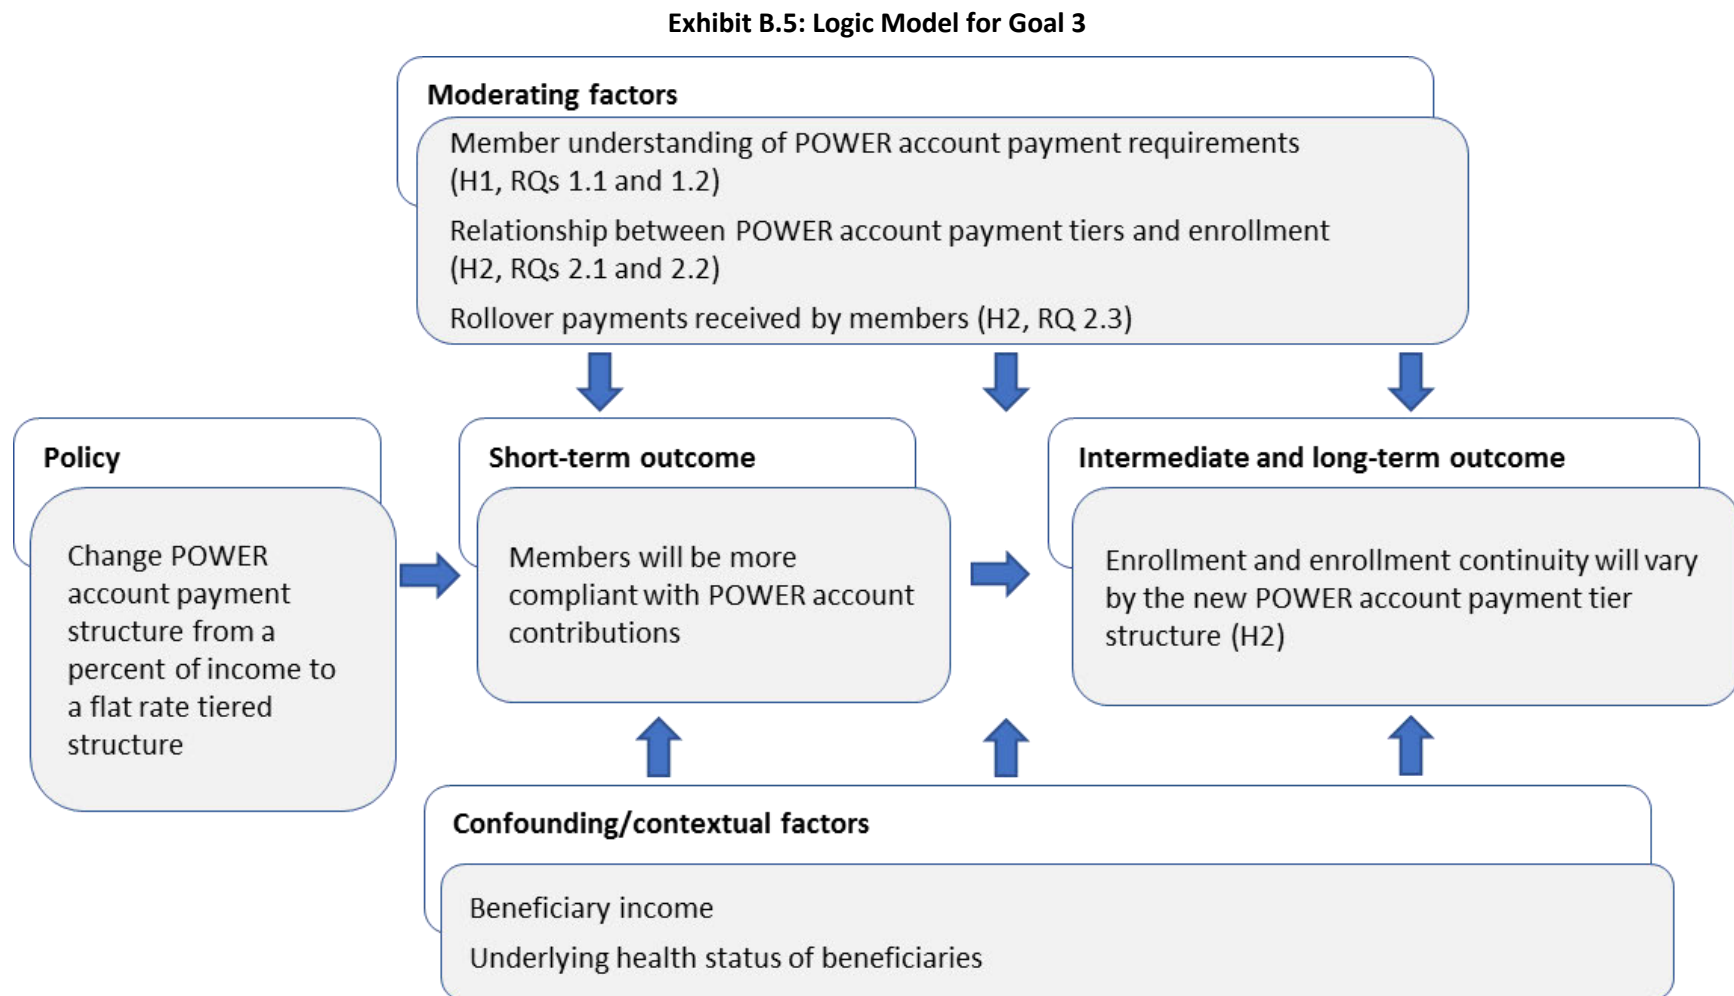 Exhibit B.5: Logic Model for Goal 3
Moderating factors
Member understanding of POWER account payment requirements
(H1, RQs 1.1 and 1.2)
Relationship between POWER account payment tiers and enrollment
(H2, RQs 2.1 and 2.2)
Rollover payments received by members (H2, RQ 2.3)
Policy
Change POWER
account payment
structure from a
percent of income to
a flat rate tiered
structure
Short-term outcome
Members will be more
compliant with POWER account
contributions
Intermediate and long-term outcome
Enrollment and enrollment continuity will vary
by the new POWER account payment tier
structure (H2)
Confounding/contextual factors
Beneficiary income
Underlying health status of beneficiaries